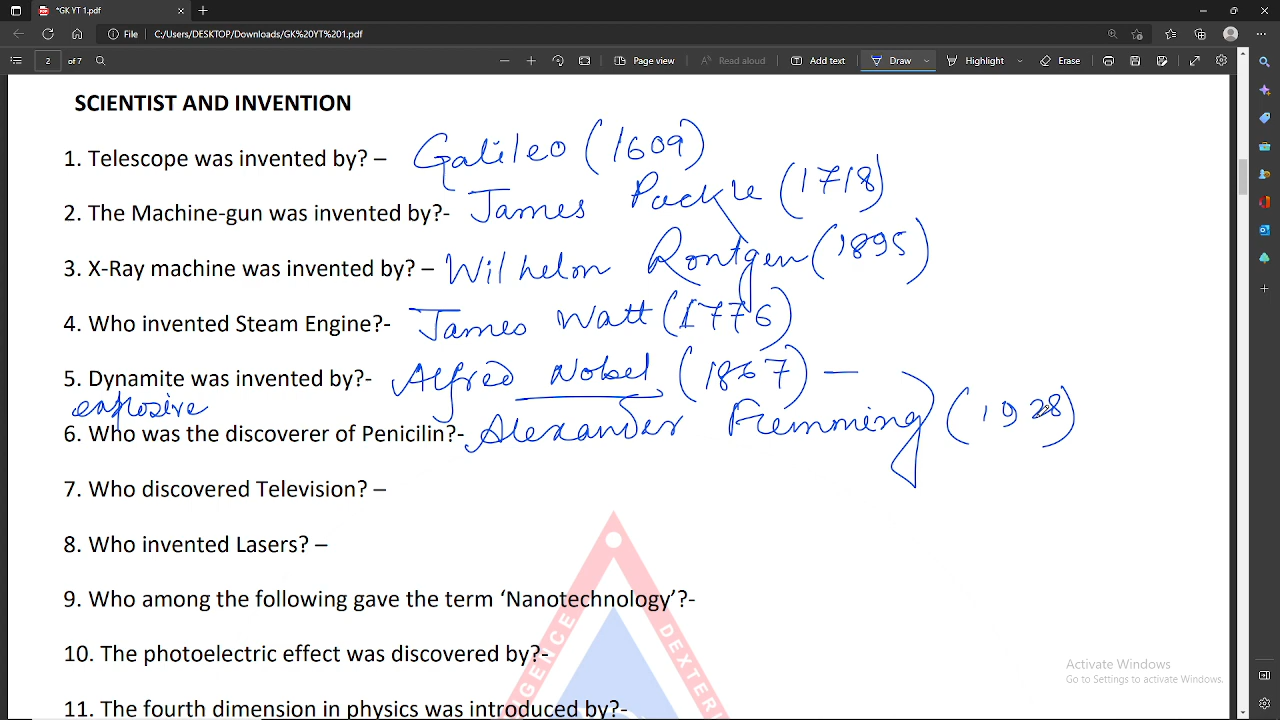 *GK YT 1.pdf
File C:/Users/DESKTOP/Downloads/GK%20YT%201.pdf
2 of 7 Page view Read aloud Add text Draw Highlight Erase
SCIENTIST AND INVENTION
1. Telescope was invented by? – Galileo (1609)
2. The Machine-gun was invented by?- James Puckle (1718)
3. X-Ray machine was invented by? – Wilhelm Rontgen (1895)
4. Who invented Steam Engine?- James Watt (1776)
5. Dynamite was invented by?- Alfred Nobel (1867) –
explosive
6. Who was the discoverer of Penicilin?- Alexander Flemming (1928)
7. Who discovered Television? –
8. Who invented Lasers? –
9. Who among the following gave the term ‘Nanotechnology’?-
10. The photoelectric effect was discovered by?-
11. The fourth dimension in physics was introduced by?-
GENCE
DEXTERI
Activate Windows
Go to Settings to activate Windows.